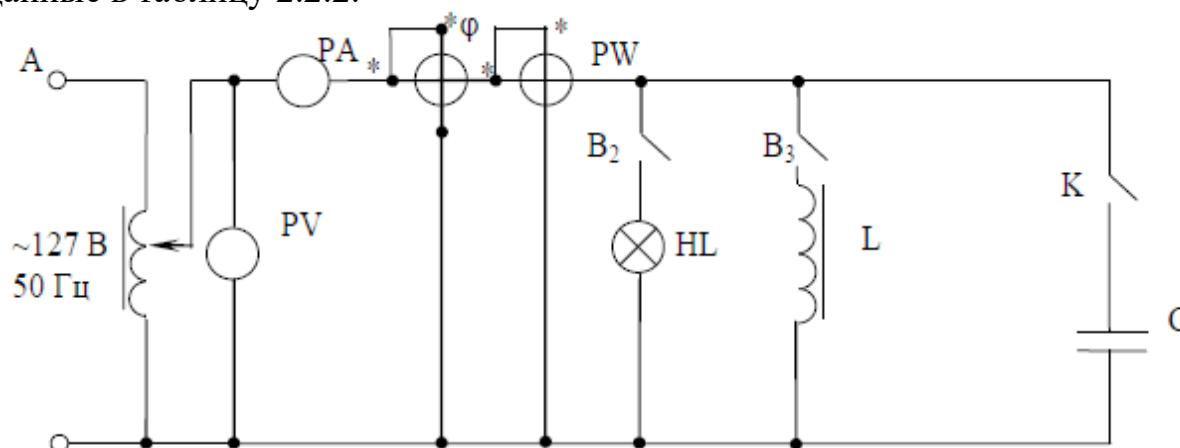 данные в таблицу 2.2.2.
A
PA
*
*
φ
*
*
PW
~127 В
50 Гц
PV
B₂
HL
B₃
L
K